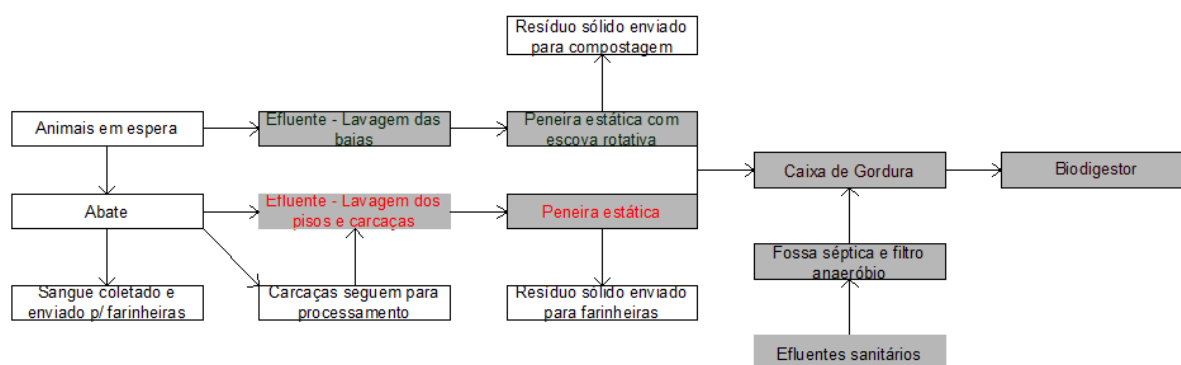 Resíduo sólido enviado
para compostagem
Animais em espera
Efluente - Lavagem das
baias
Peneira estática com
escova rotativa
Caixa de Gordura
Biodigestor
Abate
Efluente - Lavagem dos
pisos e carcaças
Peneira estática
Fossa séptica e filtro
anaeróbio
Sangue coletado e
enviado p/ farinheiras
Carcaças seguem para
processamento
Resíduo sólido enviado
para farinheiras
Efluentes sanitários